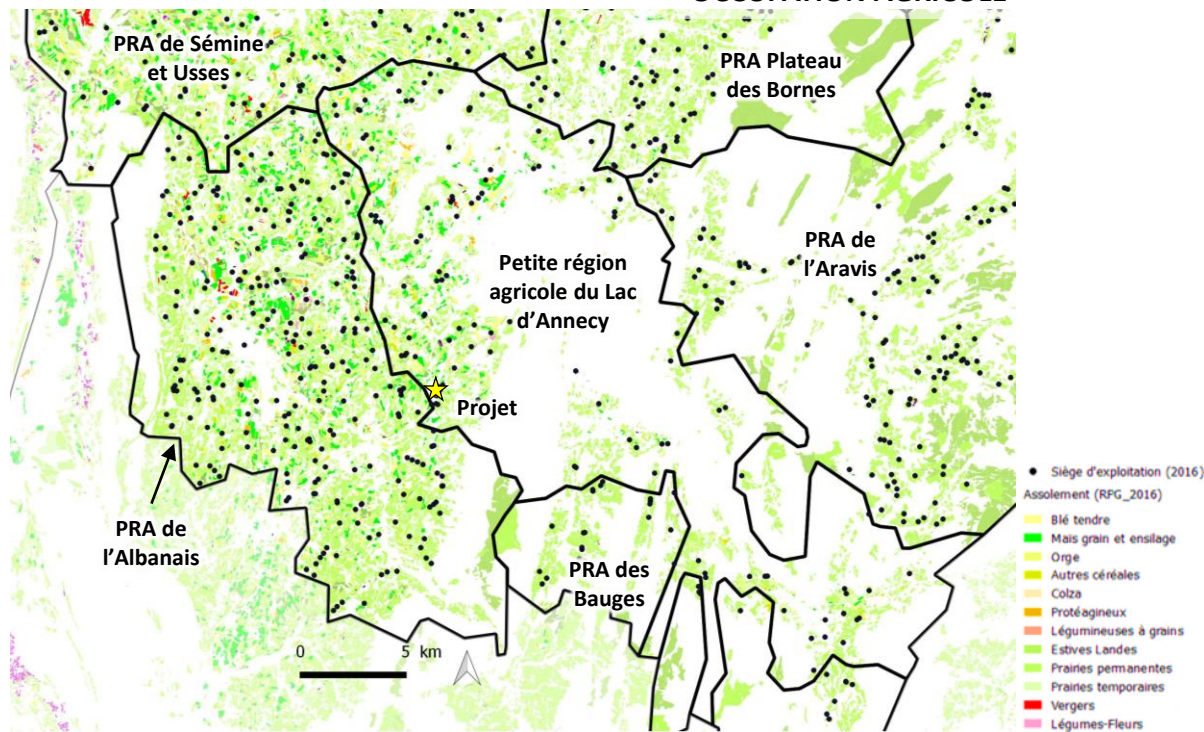 PRA de Sémine
et Usses
PRA Plateau
des Bornes
PRA de
l'Aravis
Petite région
agricole du Lac
d'Annecy
Projet
PRA de
l'Albanais
PRA des
Bauges
0 5 km
Siège d'exploitation (2016)
Assolement (RPG_2016)
Blé tendre
Mais grain et ensilage
Orge
Autres céréales
Colza
Protéagineux
Légumineuses à grains
Estives Landes
Prairies permanentes
Prairies temporaires
Vergers
Légumes-Fleurs